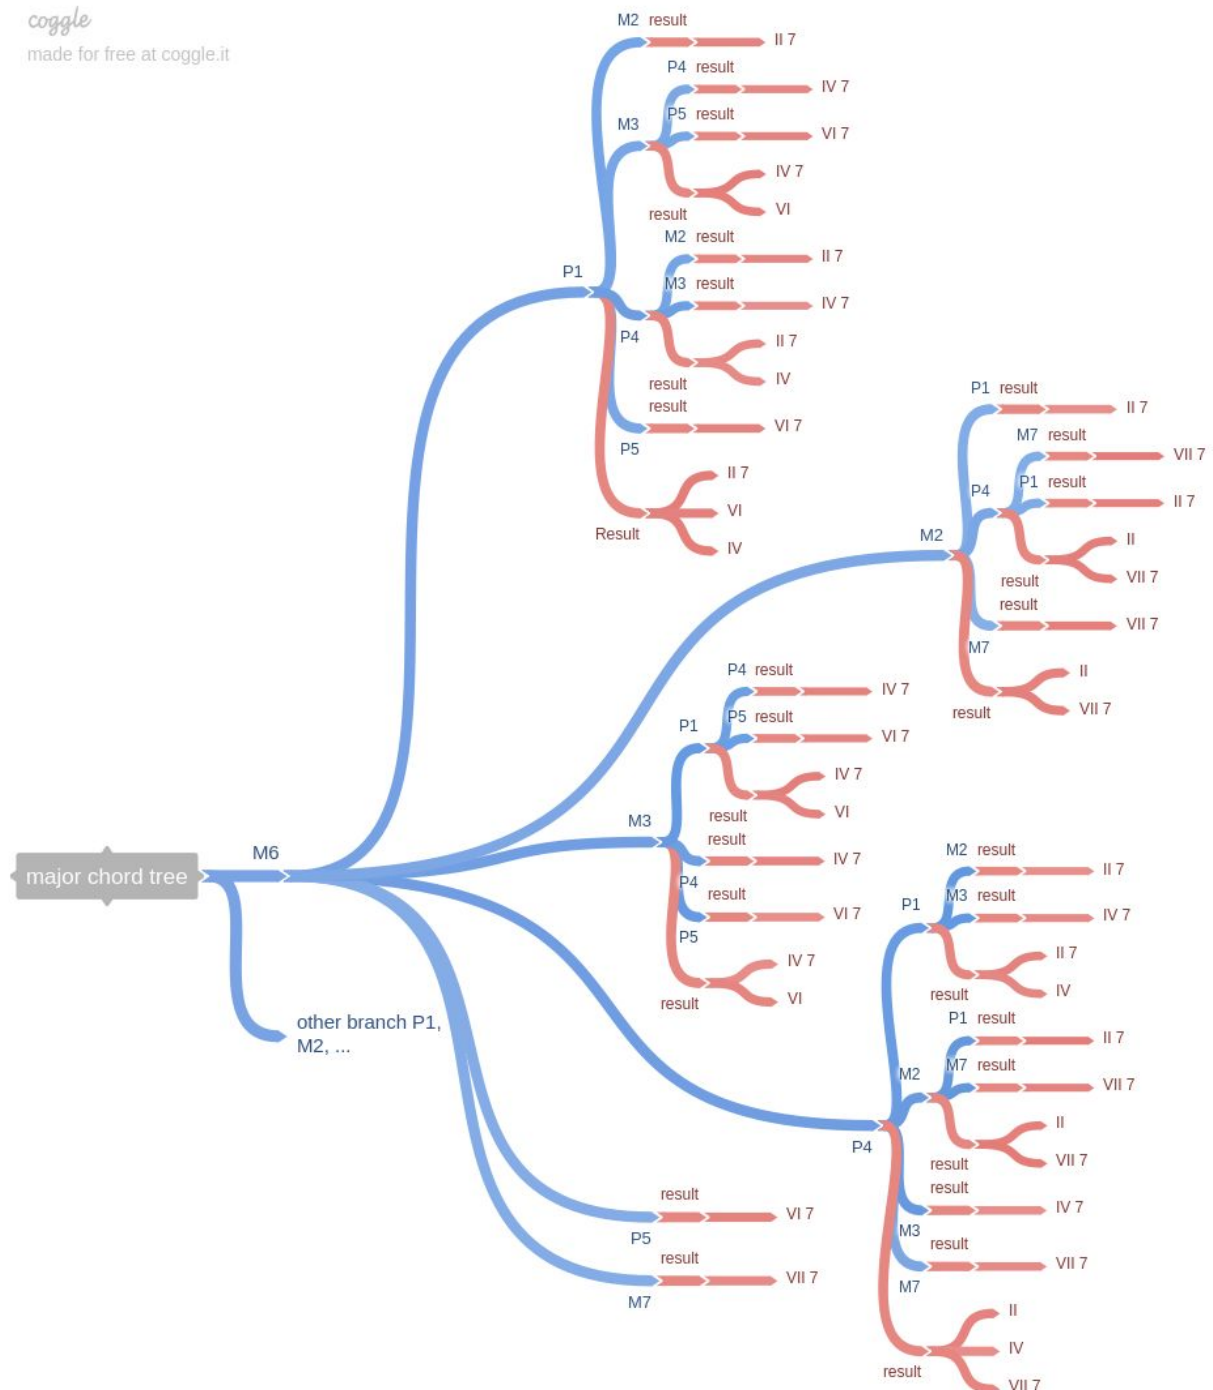 coggle
made for free at coggle.it
M2 result
II 7
P4 result
IV 7
P5 result
VI 7
M3
IV 7
VI
result
M2 result
II 7
M3 result
IV 7
P1
P4
II 7
IV
result
result
VI 7
P5
II 7
VI
IV
Result
P1 result
II 7
M7 result
VII 7
P4
P1 result
II 7
M2
II
VII 7
result
result
VII 7
M7
II
VII 7
result
P4 result
IV 7
P5 result
VI 7
P1
IV 7
VI
result
M3
result
IV 7
P4
result
VI 7
P5
IV 7
VI
result
major chord tree
M6
other branch P1,
M2, ...
M2 result
II 7
M3 result
IV 7
P1
II 7
IV
result
P1 result
II 7
M7 result
VII 7
M2
II
VII 7
result
P4
result
IV 7
M3
result
VII 7
M7
II
IV
VII 7
result
result
VI 7
P5
result
VII 7
M7